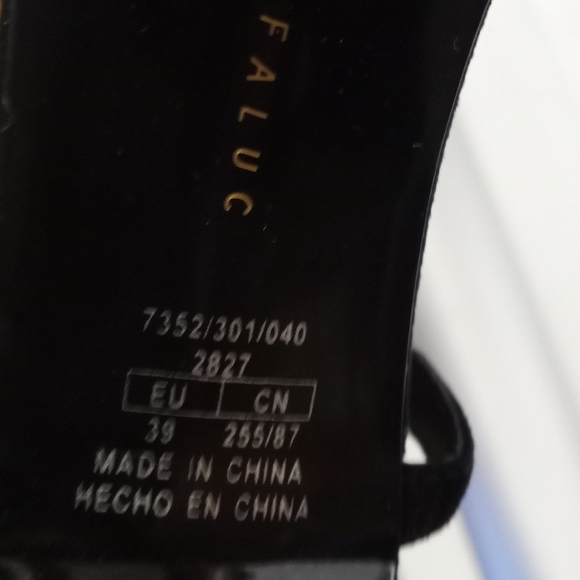 FALUC
7352/301/040
2827
EU CN
39 255/87
MADE IN CHINA
HECHO EN CHINA